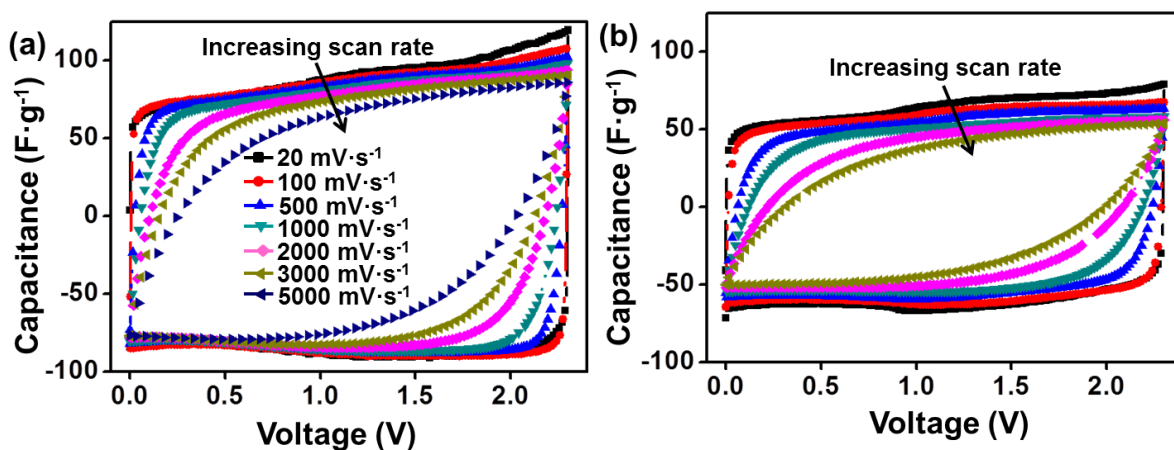 (a)
Increasing scan rate
Capacitance (F·g⁻¹)
100
50
0
-50
-100
20 mV·s⁻¹
100 mV·s⁻¹
500 mV·s⁻¹
1000 mV·s⁻¹
2000 mV·s⁻¹
3000 mV·s⁻¹
5000 mV·s⁻¹
0.0 0.5 1.0 1.5 2.0
Voltage (V)
(b)
Increasing scan rate
Capacitance (F·g⁻¹)
100
50
0
-50
-100
0.0 0.5 1.0 1.5 2.0
Voltage (V)